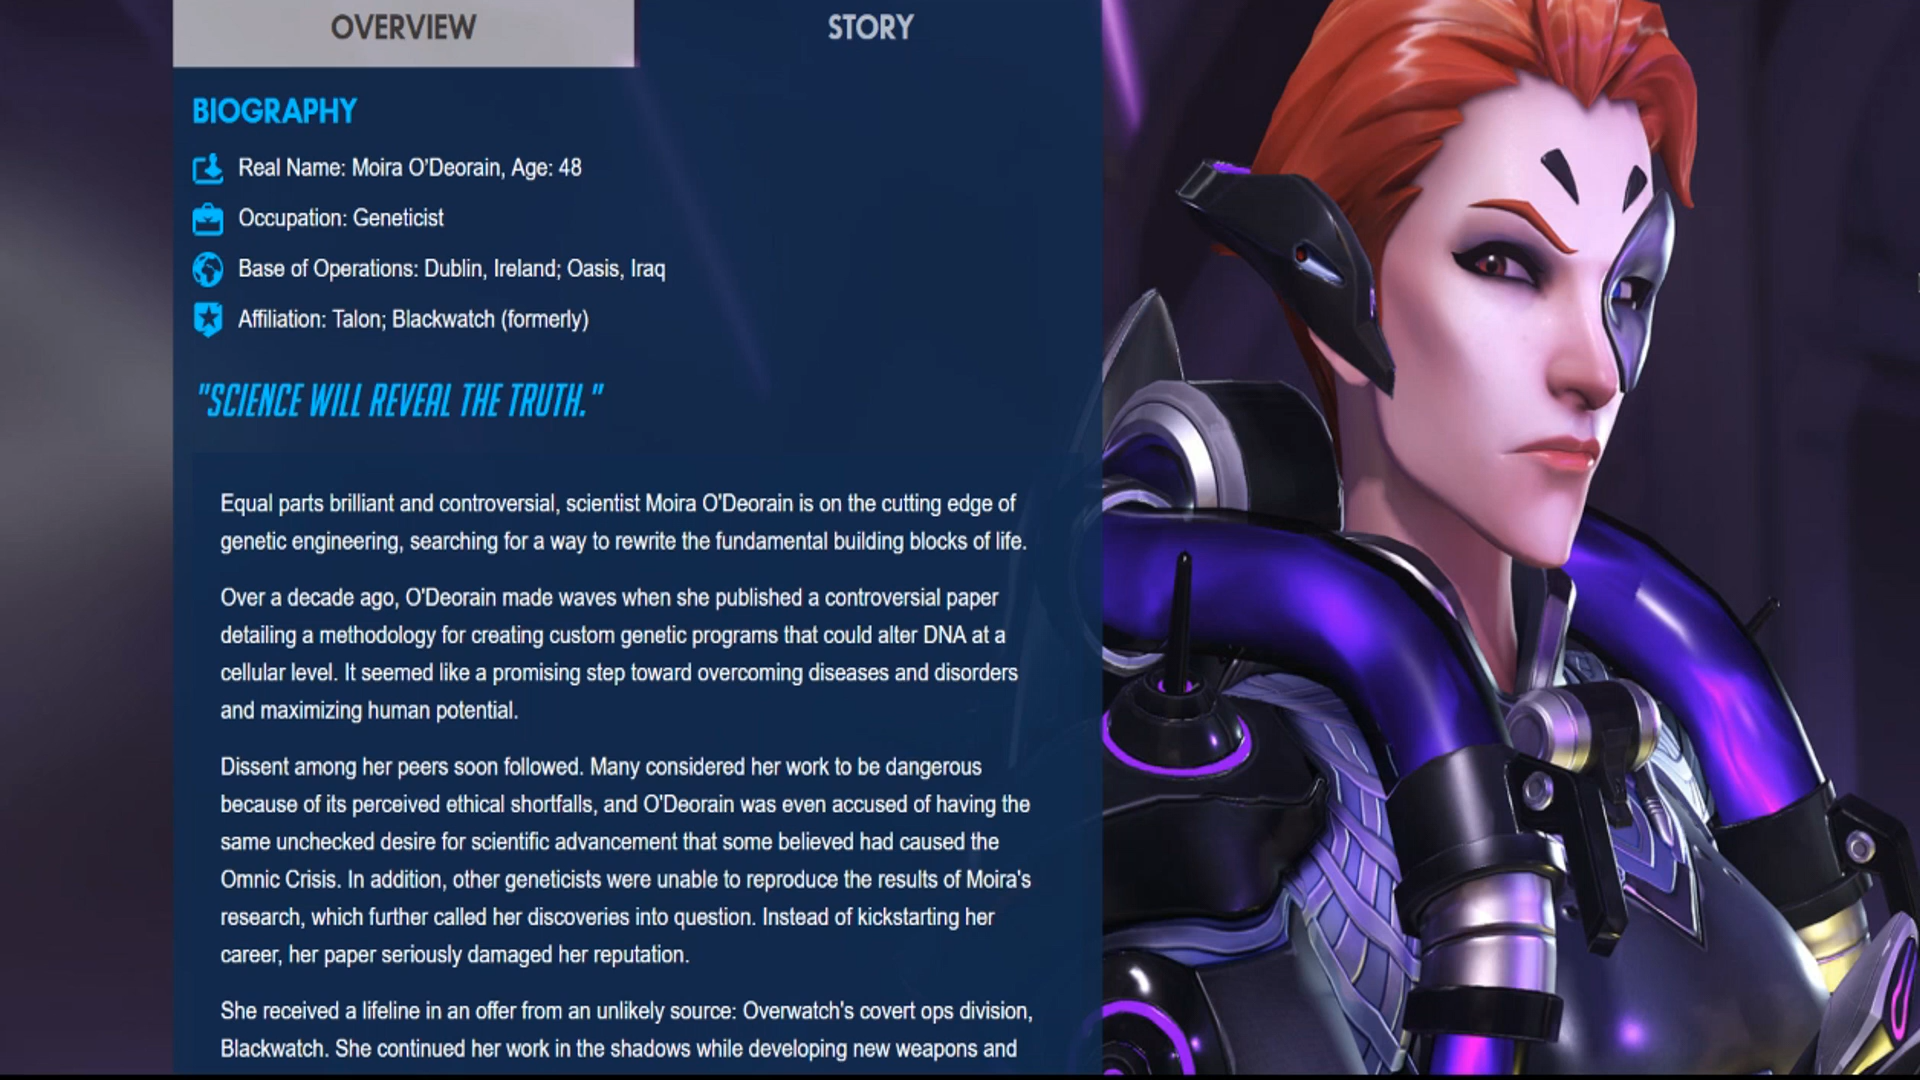 OVERVIEW
STORY
BIOGRAPHY
Real Name: Moira O’Deorain, Age: 48
Occupation: Geneticist
Base of Operations: Dublin, Ireland; Oasis, Iraq
Affiliation: Talon; Blackwatch (formerly)
"SCIENCE WILL REVEAL THE TRUTH."
Equal parts brilliant and controversial, scientist Moira O'Deorain is on the cutting edge of
genetic engineering, searching for a way to rewrite the fundamental building blocks of life.
Over a decade ago, O'Deorain made waves when she published a controversial paper
detailing a methodology for creating custom genetic programs that could alter DNA at a
cellular level. It seemed like a promising step toward overcoming diseases and disorders
and maximizing human potential.
Dissent among her peers soon followed. Many considered her work to be dangerous
because of its perceived ethical shortfalls, and O'Deorain was even accused of having the
same unchecked desire for scientific advancement that some believed had caused the
Omnic Crisis. In addition, other geneticists were unable to reproduce the results of Moira's
research, which further called her discoveries into question. Instead of kickstarting her
career, her paper seriously damaged her reputation.
She received a lifeline in an offer from an unlikely source: Overwatch's covert ops division,
Blackwatch. She continued her work in the shadows while developing new weapons and